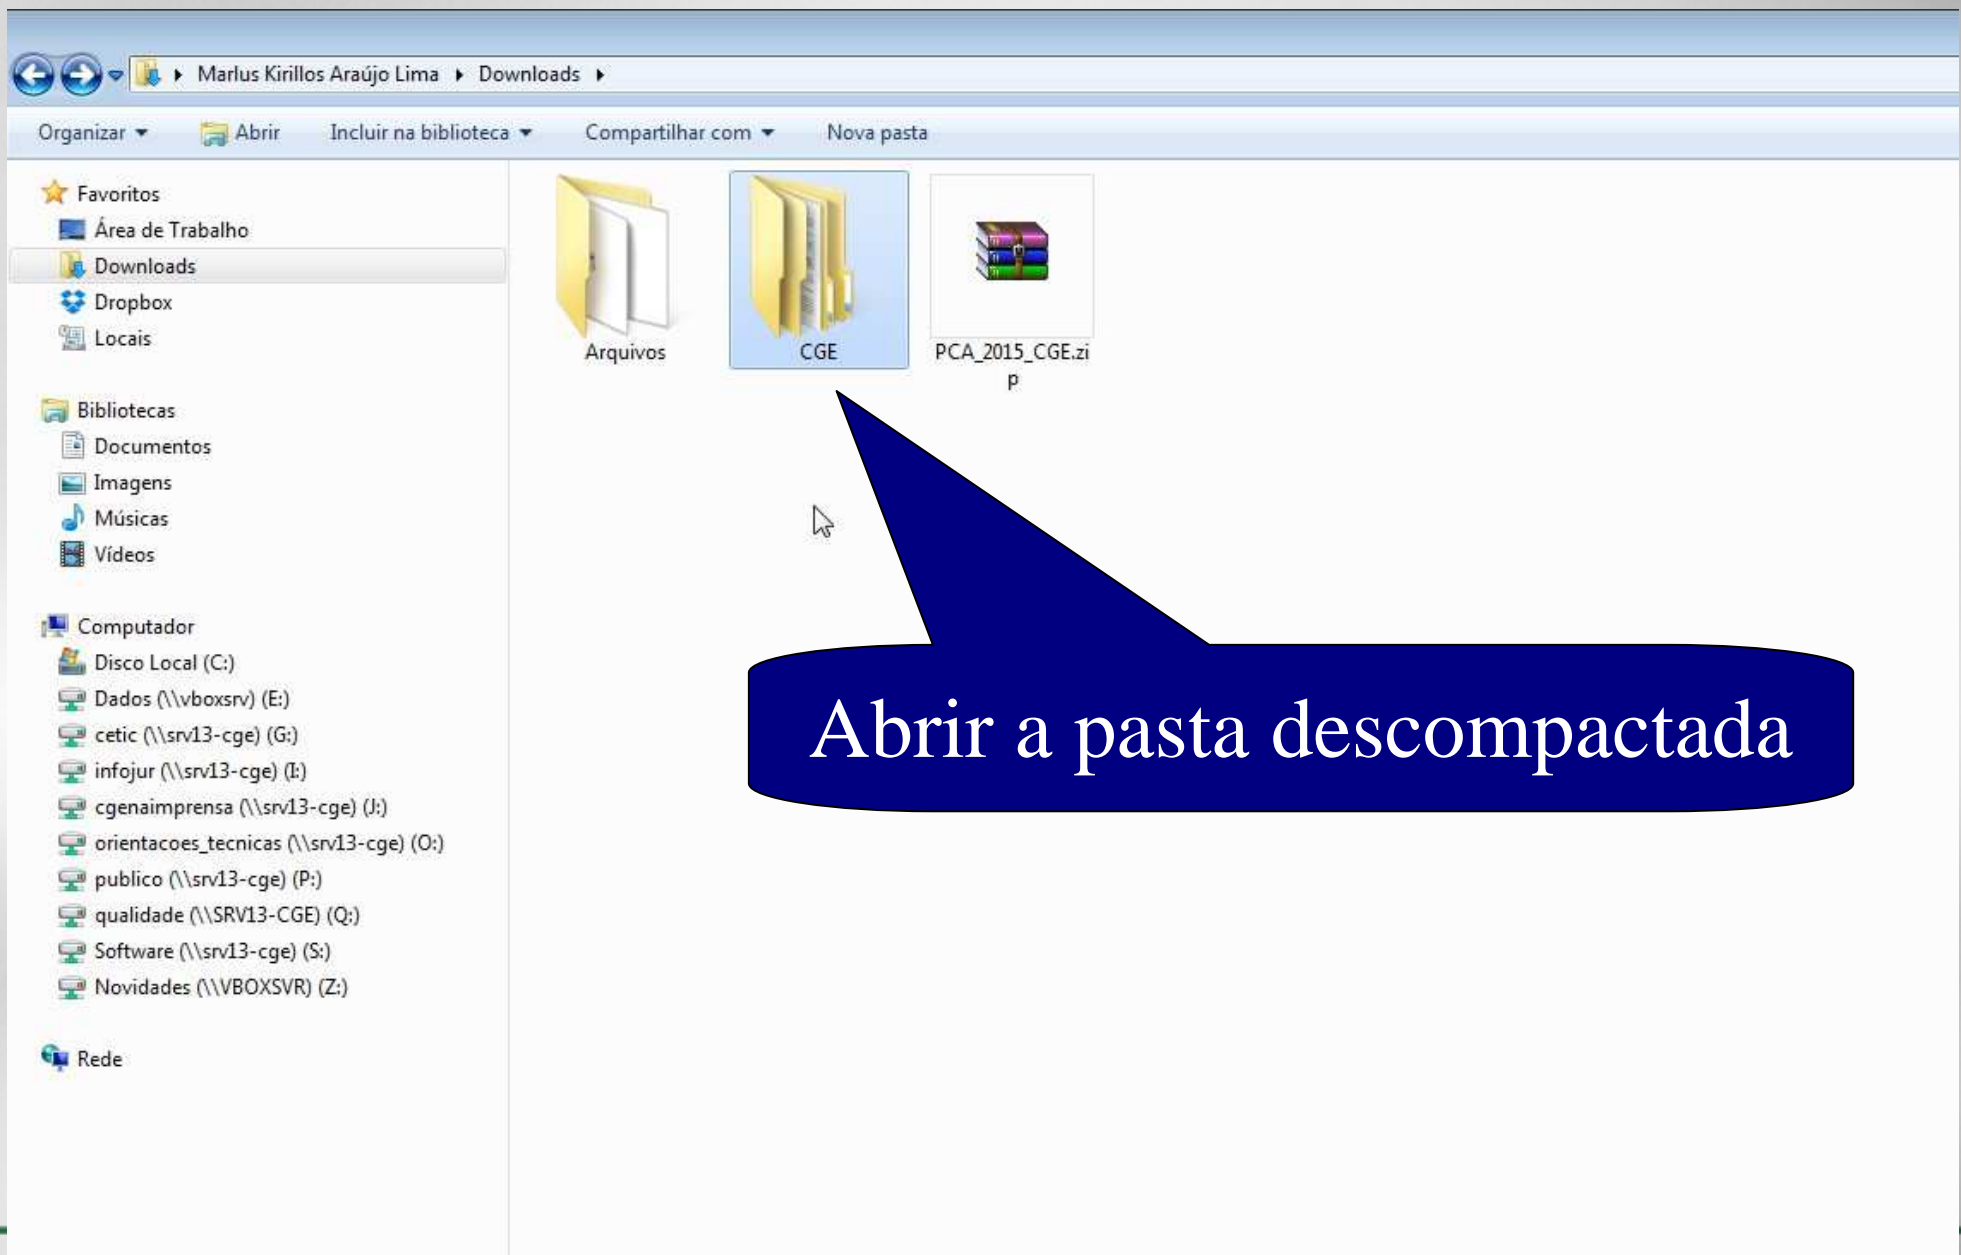 Marlus Kirillos Araújo Lima Downloads
Organizar Abrir Incluir na biblioteca Compartilhar com Nova pasta
Favoritos
Área de Trabalho
Downloads
Dropbox
Locais
Bibliotecas
Documentos
Imagens
Músicas
Vídeos
Computador
Disco Local (C:)
Dados (\\vboxsrv) (E:)
cetic (\\srv13-cge) (G:)
infojur (\\srv13-cge) (I:)
cgenaimprensa (\\srv13-cge) (J:)
orientacoes_tecnicas (\\srv13-cge) (O:)
publico (\\srv13-cge) (P:)
qualidade (\\SRV13-CGE) (Q:)
Software (\\srv13-cge) (S:)
Novidades (\\VBOXSVR) (Z:)
Rede
Arquivos
CGE
PCA_2015_CGE.zi
p
Abrir a pasta descompactada